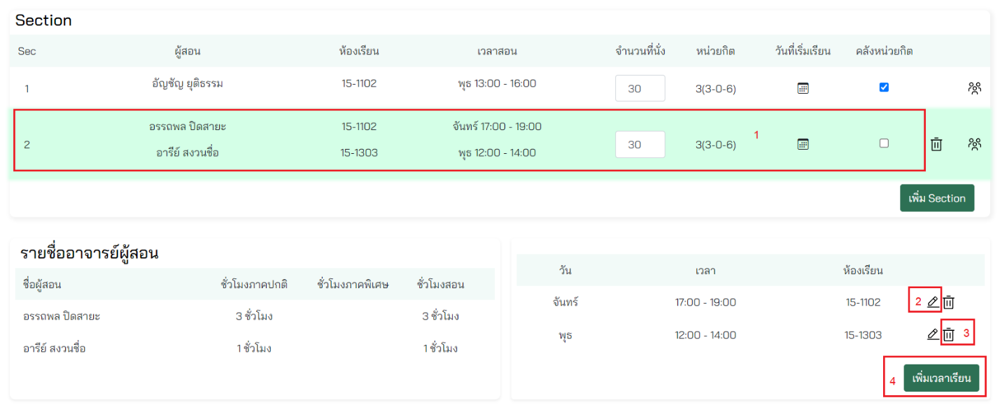 Section
Sec ผู้สอน ห้องเรียน เวลาสอน จำนวนที่นั่ง หน่วยกิต วันที่เริ่มเรียน คลังหน่วยกิต
1 อัญชัญ ยุติธรรม 15-1102 พุธ 13:00 - 16:00 30 3(3-0-6)
อรรถพล ปิดสายะ 15-1102 จันทร์ 17:00 - 19:00
2 30 3(3-0-6) 1
อารีย์ สงวนชื่อ 15-1303 พุธ 12:00 - 14:00
เพิ่ม Section
รายชื่ออาจารย์ผู้สอน
ชื่อผู้สอน ชั่วโมงภาคปกติ ชั่วโมงภาคพิเศษ ชั่วโมงสอน
อรรถพล ปิดสายะ 3 ชั่วโมง 3 ชั่วโมง
อารีย์ สงวนชื่อ 1 ชั่วโมง 1 ชั่วโมง
วัน เวลา ห้องเรียน
จันทร์ 17:00 - 19:00 15-1102 2
พุธ 12:00 - 14:00 15-1303 3
4 เพิ่มเวลาเรียน